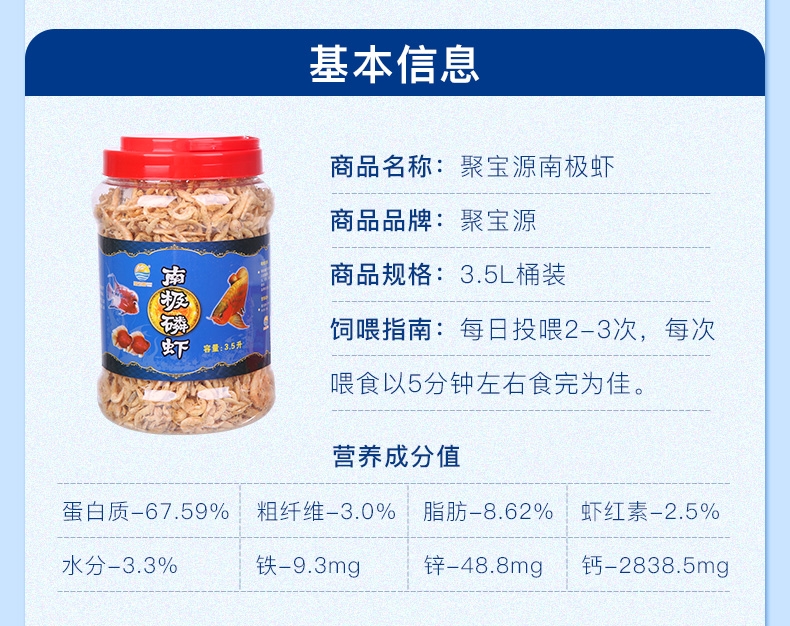 基本信息
商品名称：聚宝源南极虾
商品品牌：聚宝源
商品规格：3.5L桶装
饲喂指南：每日投喂2-3次，每次
喂食以5分钟左右食完为佳。
南极磷虾
容量：3.5升
营养成分值
蛋白质-67.59% 粗纤维-3.0% 脂肪-8.62% 虾红素-2.5%
水分-3.3% 铁-9.3mg 锌-48.8mg 钙-2838.5mg